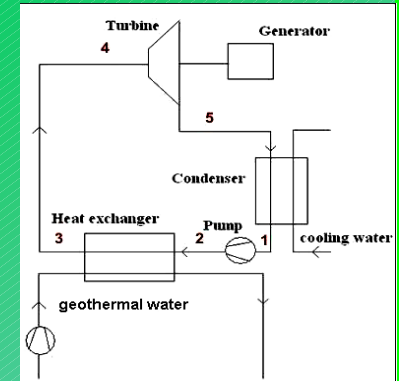 Turbine
4
Generator
5
Condenser
Heat exchanger
Pump
3
2
1
cooling water
geothermal water